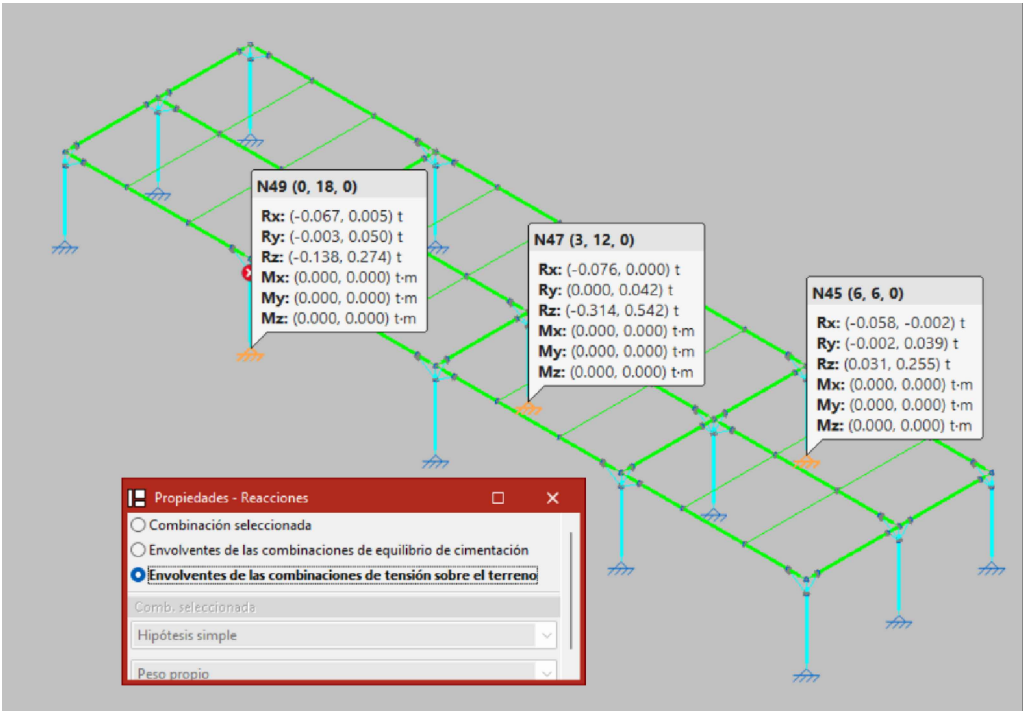 N49 (0, 18, 0)
Rx: (-0.067, 0.005) t
Ry: (-0.003, 0.050) t
Rz: (-0.138, 0.274) t
Mx: (0.000, 0.000) t·m
My: (0.000, 0.000) t·m
Mz: (0.000, 0.000) t·m
N47 (3, 12, 0)
Rx: (-0.076, 0.000) t
Ry: (0.000, 0.042) t
Rz: (-0.314, 0.542) t
Mx: (0.000, 0.000) t·m
My: (0.000, 0.000) t·m
Mz: (0.000, 0.000) t·m
N45 (6, 6, 0)
Rx: (-0.058, -0.002) t
Ry: (-0.002, 0.039) t
Rz: (0.031, 0.255) t
Mx: (0.000, 0.000) t·m
My: (0.000, 0.000) t·m
Mz: (0.000, 0.000) t·m
Propiedades - Reacciones
Combinación seleccionada
Envolventes de las combinaciones de equilibrio de cimentación
Envolventes de las combinaciones de tensión sobre el terreno
Comb. seleccionada
Hipótesis simple
Peso propio